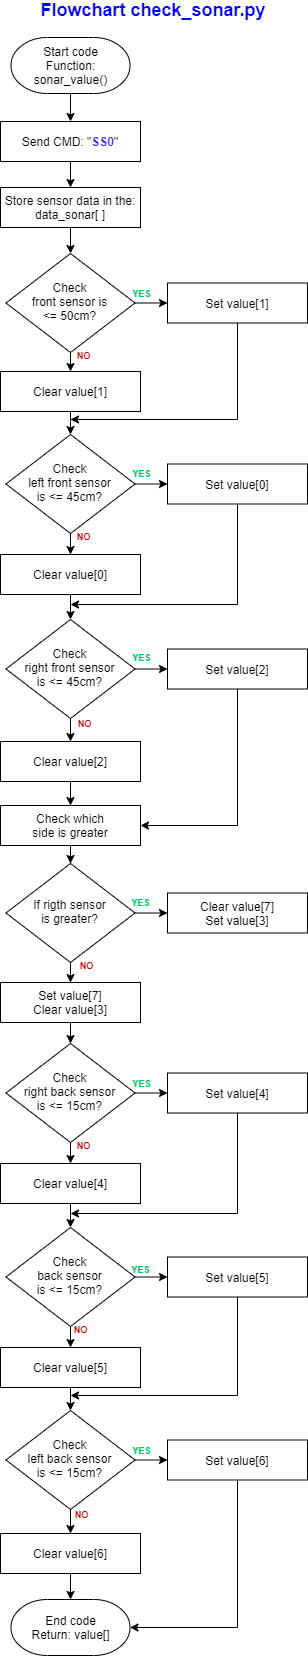 Flowchart check_sonar.py
Start code
Function:
sonar_value()
Send CMD: "$S0"
Store sensor data in the:
data_sonar[ ]
Check
front sensor is
<= 50cm?
YES
Set value[1]
NO
Clear value[1]
Check
left front sensor
is <= 45cm?
YES
Set value[0]
NO
Clear value[0]
Check
right front sensor
is <= 45cm?
YES
Set value[2]
NO
Clear value[2]
Check which
side is greater
If rigth sensor
is greater?
YES
Clear value[7]
Set value[3]
NO
Set value[7]
Clear value[3]
Check
right back sensor
is <= 15cm?
YES
Set value[4]
NO
Clear value[4]
Check
back sensor
is <= 15cm?
YES
Set value[5]
NO
Clear value[5]
Check
left back sensor
is <= 15cm?
YES
Set value[6]
NO
Clear value[6]
End code
Return: value[]